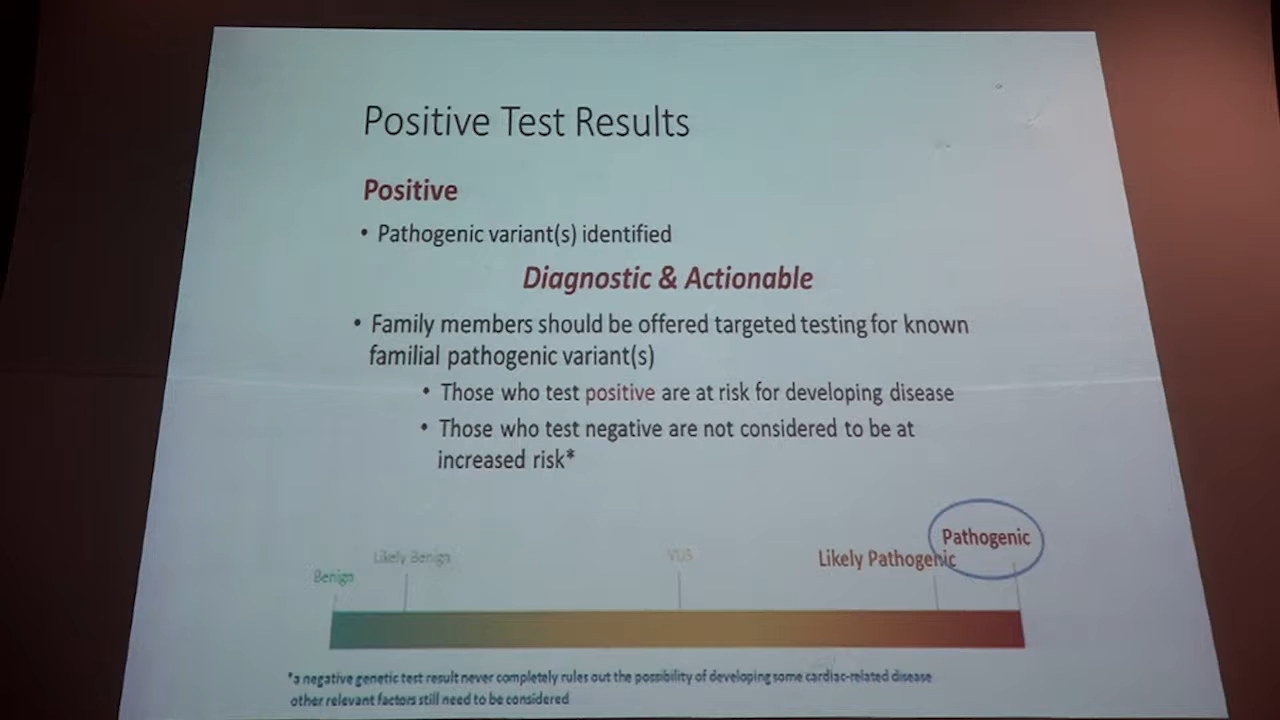 Positive Test Results
Positive
• Pathogenic variant(s) identified
Diagnostic & Actionable
• Family members should be offered targeted testing for known
familial pathogenic variant(s)
• Those who test positive are at risk for developing disease
• Those who test negative are not considered to be at
increased risk*
Pathogenic
Likely Benign
VUS
Likely Pathogenic
Benign
*a negative genetic test result never completely rules out the possibility of developing some cardiac-related disease
other relevant factors still need to be considered